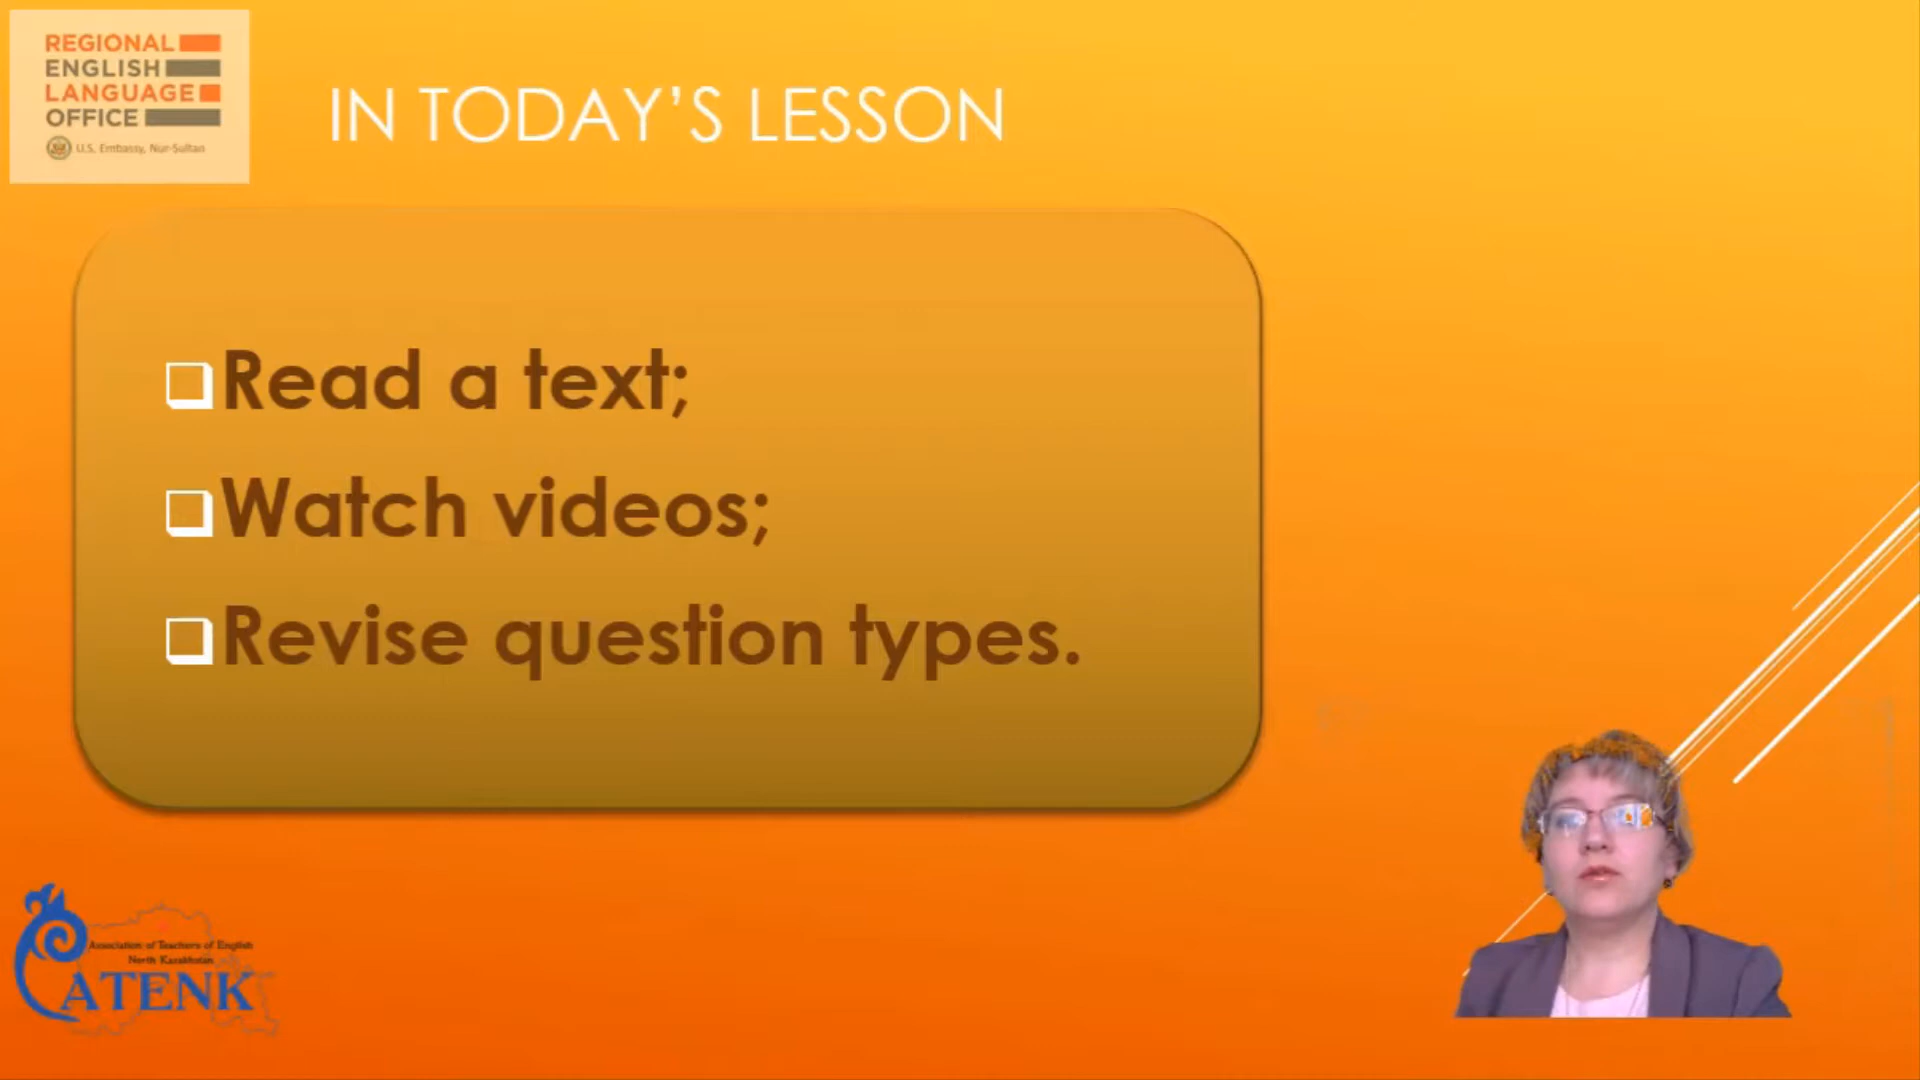 REGIONAL
ENGLISH
LANGUAGE
OFFICE
U.S. Embassy, Nur-Sultan
IN TODAY’S LESSON
Read a text;
Watch videos;
Revise question types.
Association of Teachers of English
North Kazakhstan
ATENK